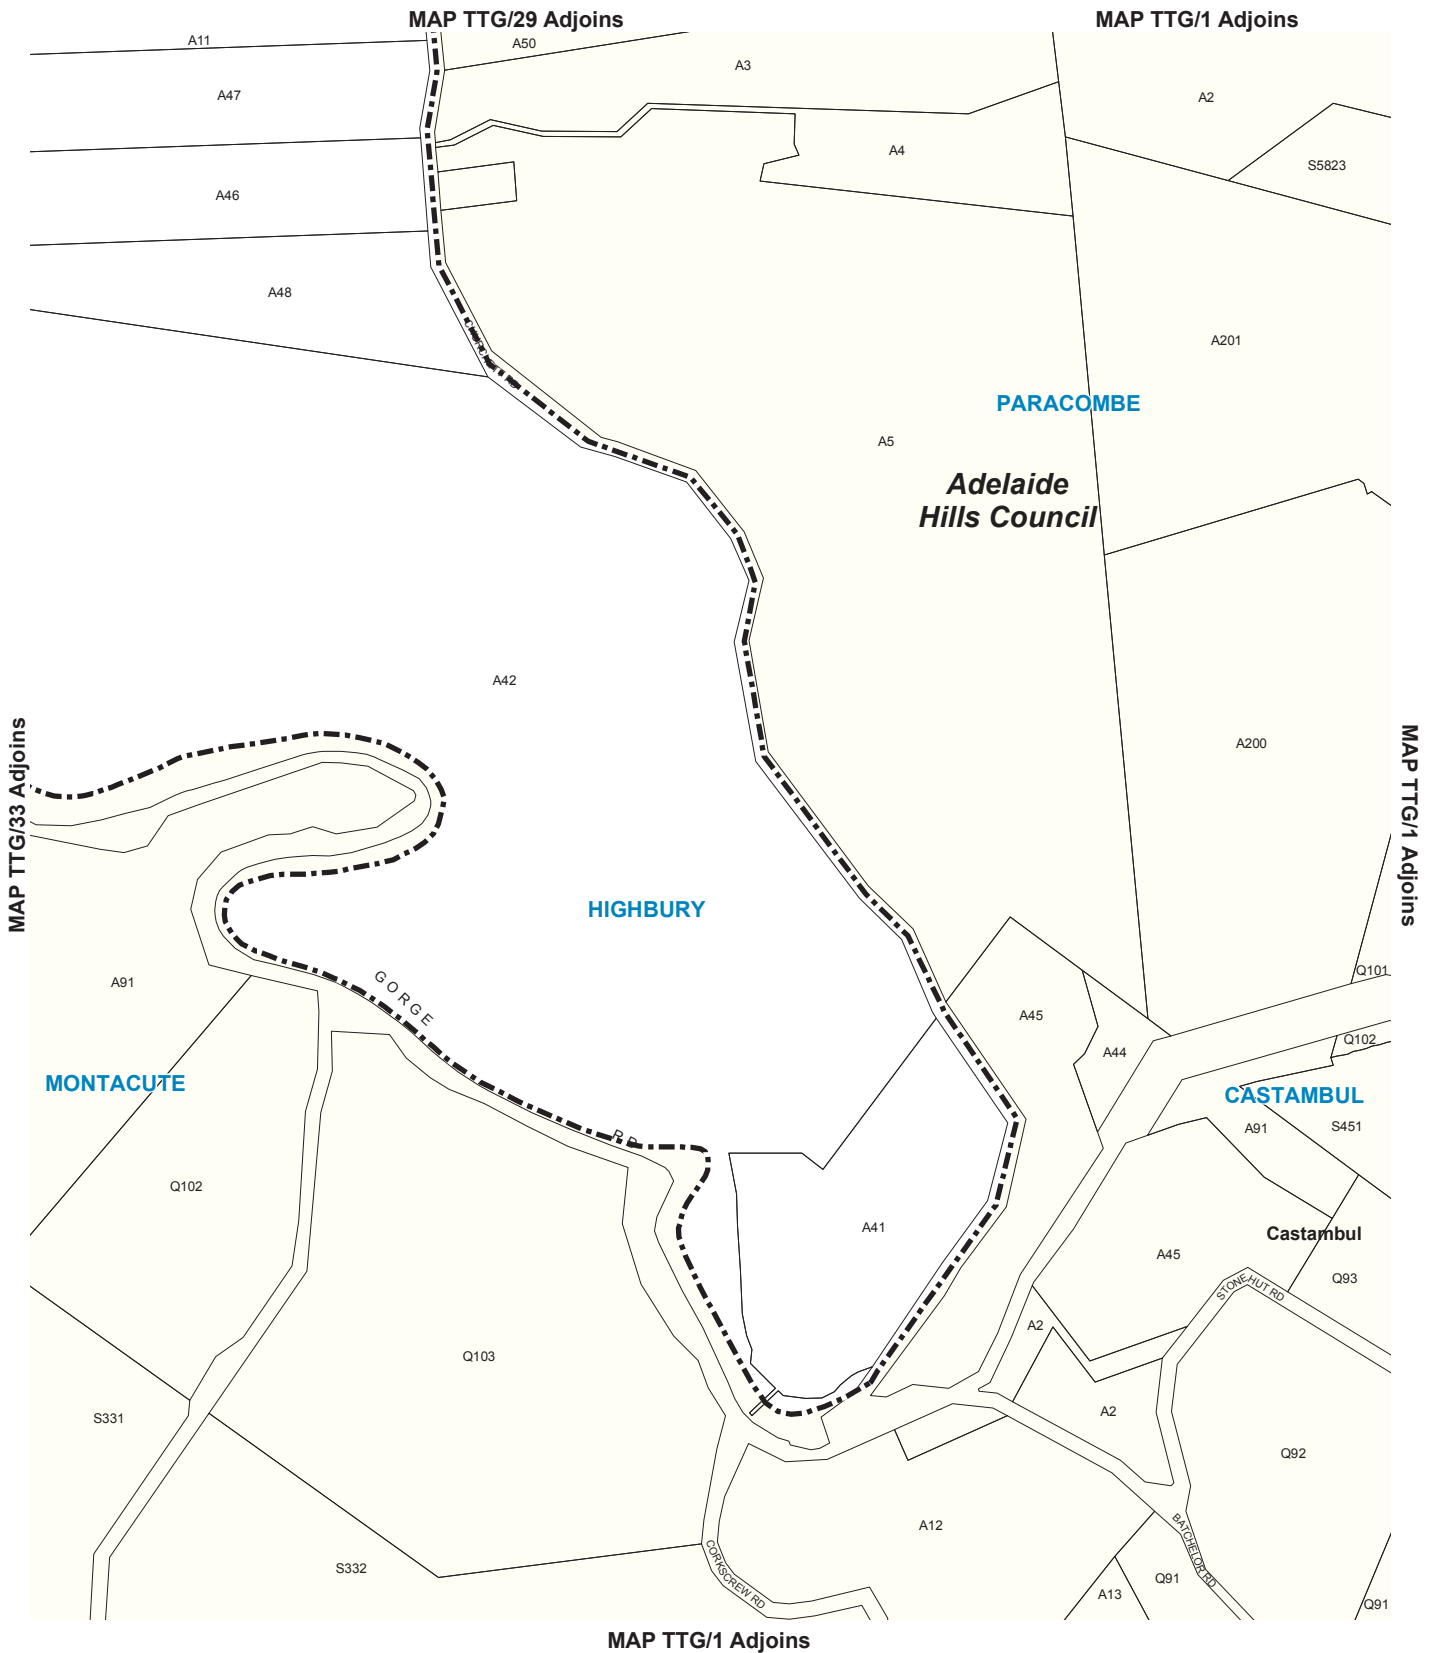 MAP TTG/29 Adjoins
MAP TTG/1 Adjoins
A11
A50
A3
A47
A2
A4
S5823
A46
A48
A201
PARACOMBE
A5
Adelaide
Hills Council
A42
MAP TTG/33 Adjoins
MAP TTG/1 Adjoins
A200
HIGHBURY
Q101
A91
GORGE
A45
Q102
A44
MONTACUTE
CASTAMBUL
A91
S451
RD
Q102
A41
Castambul
A45
Q93
STONEHUT RD
A2
Q103
A2
S331
Q92
A12
BATCHELOR RD
S332
CORKSCREW RD
Q91
A13
Q91
MAP TTG/1 Adjoins